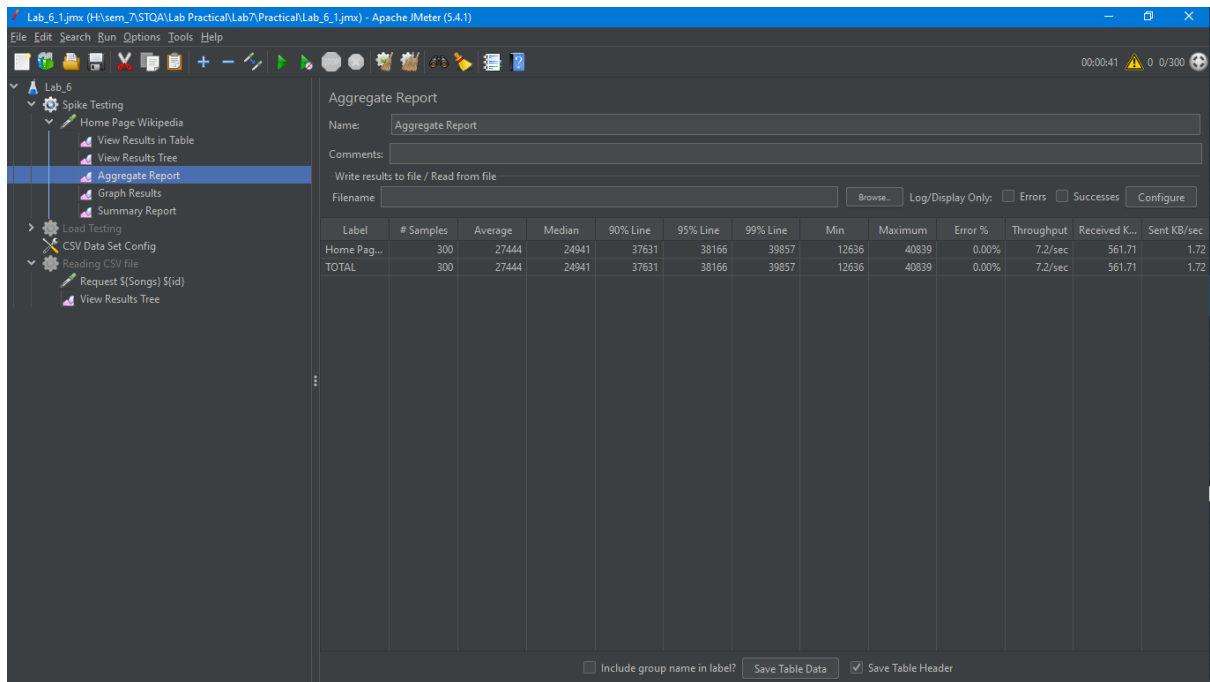 Lab_6_1.jmx (H:\sem_7\STQA\Lab Practical\Lab7\Practical\Lab_6_1.jmx) - Apache JMeter (5.4.1)
File Edit Search Run Options Tools Help
00:00:41 0 0/300
Lab_6
Spike Testing
Home Page Wikipedia
View Results in Table
View Results Tree
Aggregate Report
Graph Results
Summary Report
Load Testing
CSV Data Set Config
Reading CSV file
Request ${Songs} ${id}
View Results Tree
Aggregate Report
Name: Aggregate Report
Comments:
Write results to file / Read from file
Filename Browse... Log/Display Only: Errors Successes Configure
Label # Samples Average Median 90% Line 95% Line 99% Line Min Maximum Error % Throughput Received K... Sent KB/sec
Home Pag... 300 27444 24941 37631 38166 39857 12636 40839 0.00% 7.2/sec 561.71 1.72
TOTAL 300 27444 24941 37631 38166 39857 12636 40839 0.00% 7.2/sec 561.71 1.72
Include group name in label? Save Table Data Save Table Header